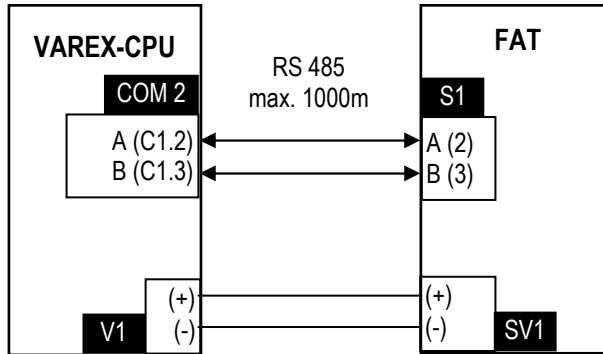 VAREX-CPU
COM 2
A (C1.2)
B (C1.3)
(+)
(-)
V1
RS 485
max. 1000m
FAT
S1
A (2)
B (3)
(+)
(-)
SV1